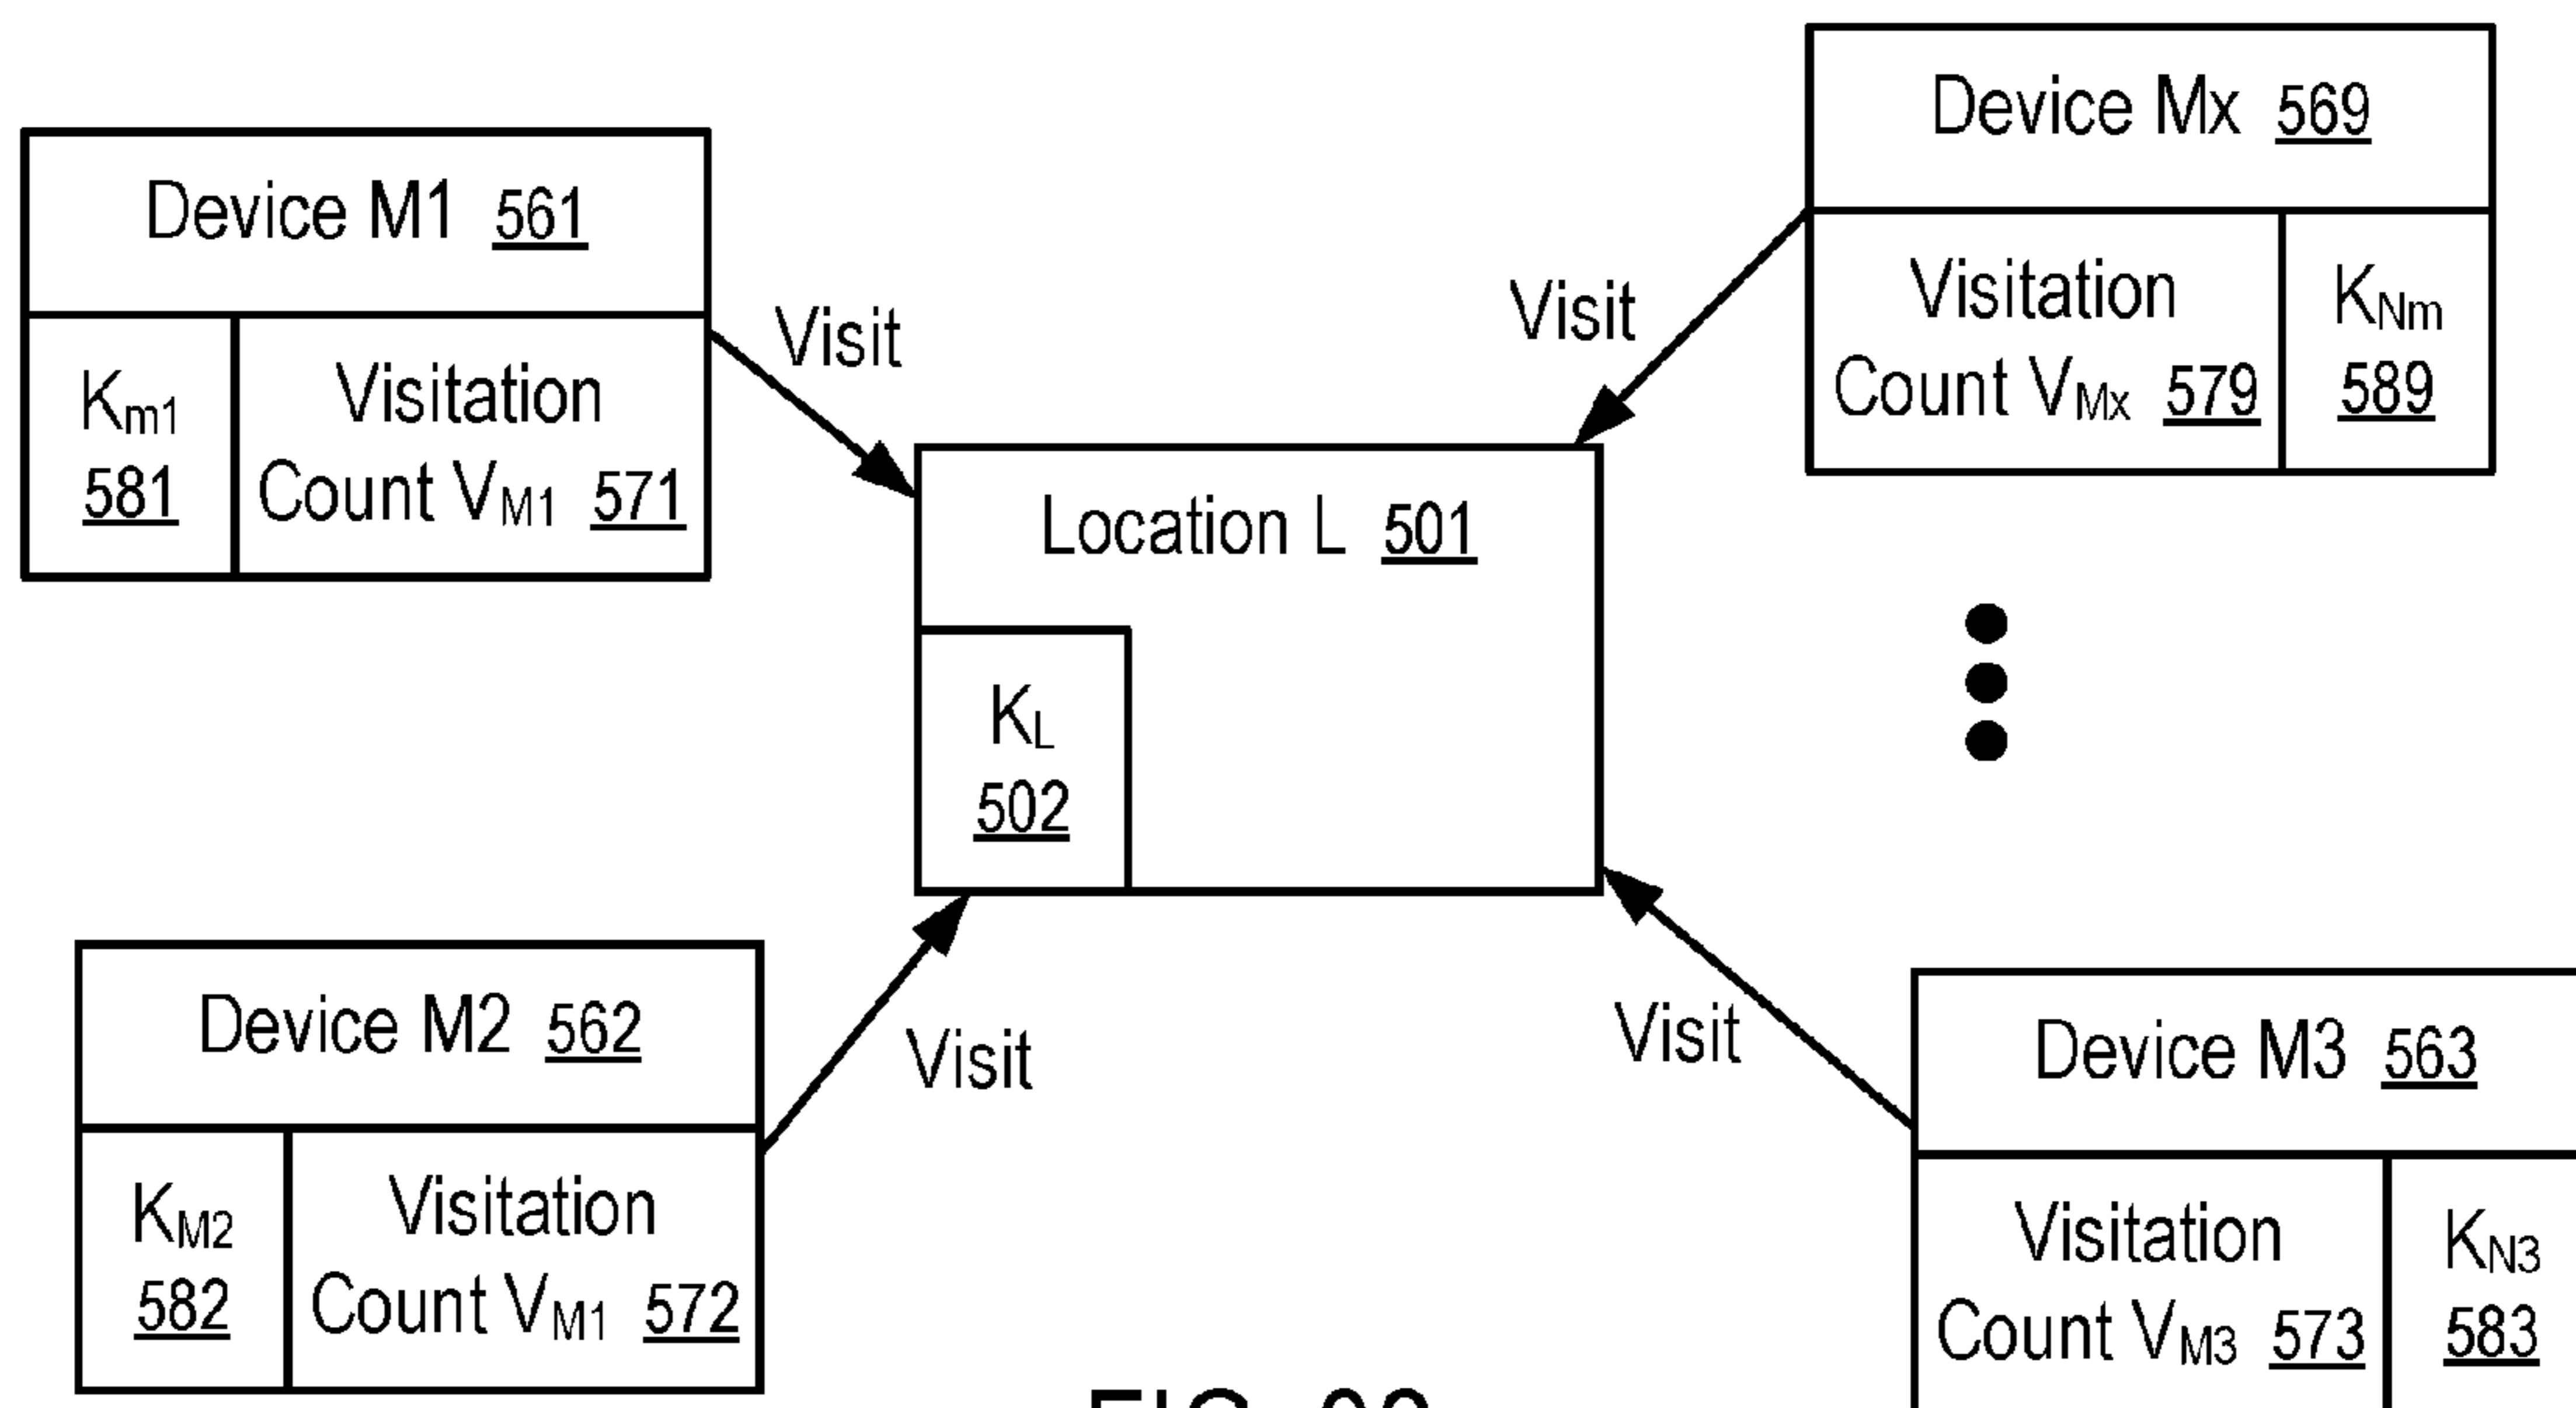 Device Mx 569
Visitation
Count VMx 579
KNm
589
Visit
Device M1 561
Km1
581
Visitation
Count VM1 571
Visit
Location L 501
KL
502
Device M2 562
KM2
582
Visitation
Count VM1 572
Visit
Device M3 563
Visitation
Count VM3 573
KN3
583
Visit